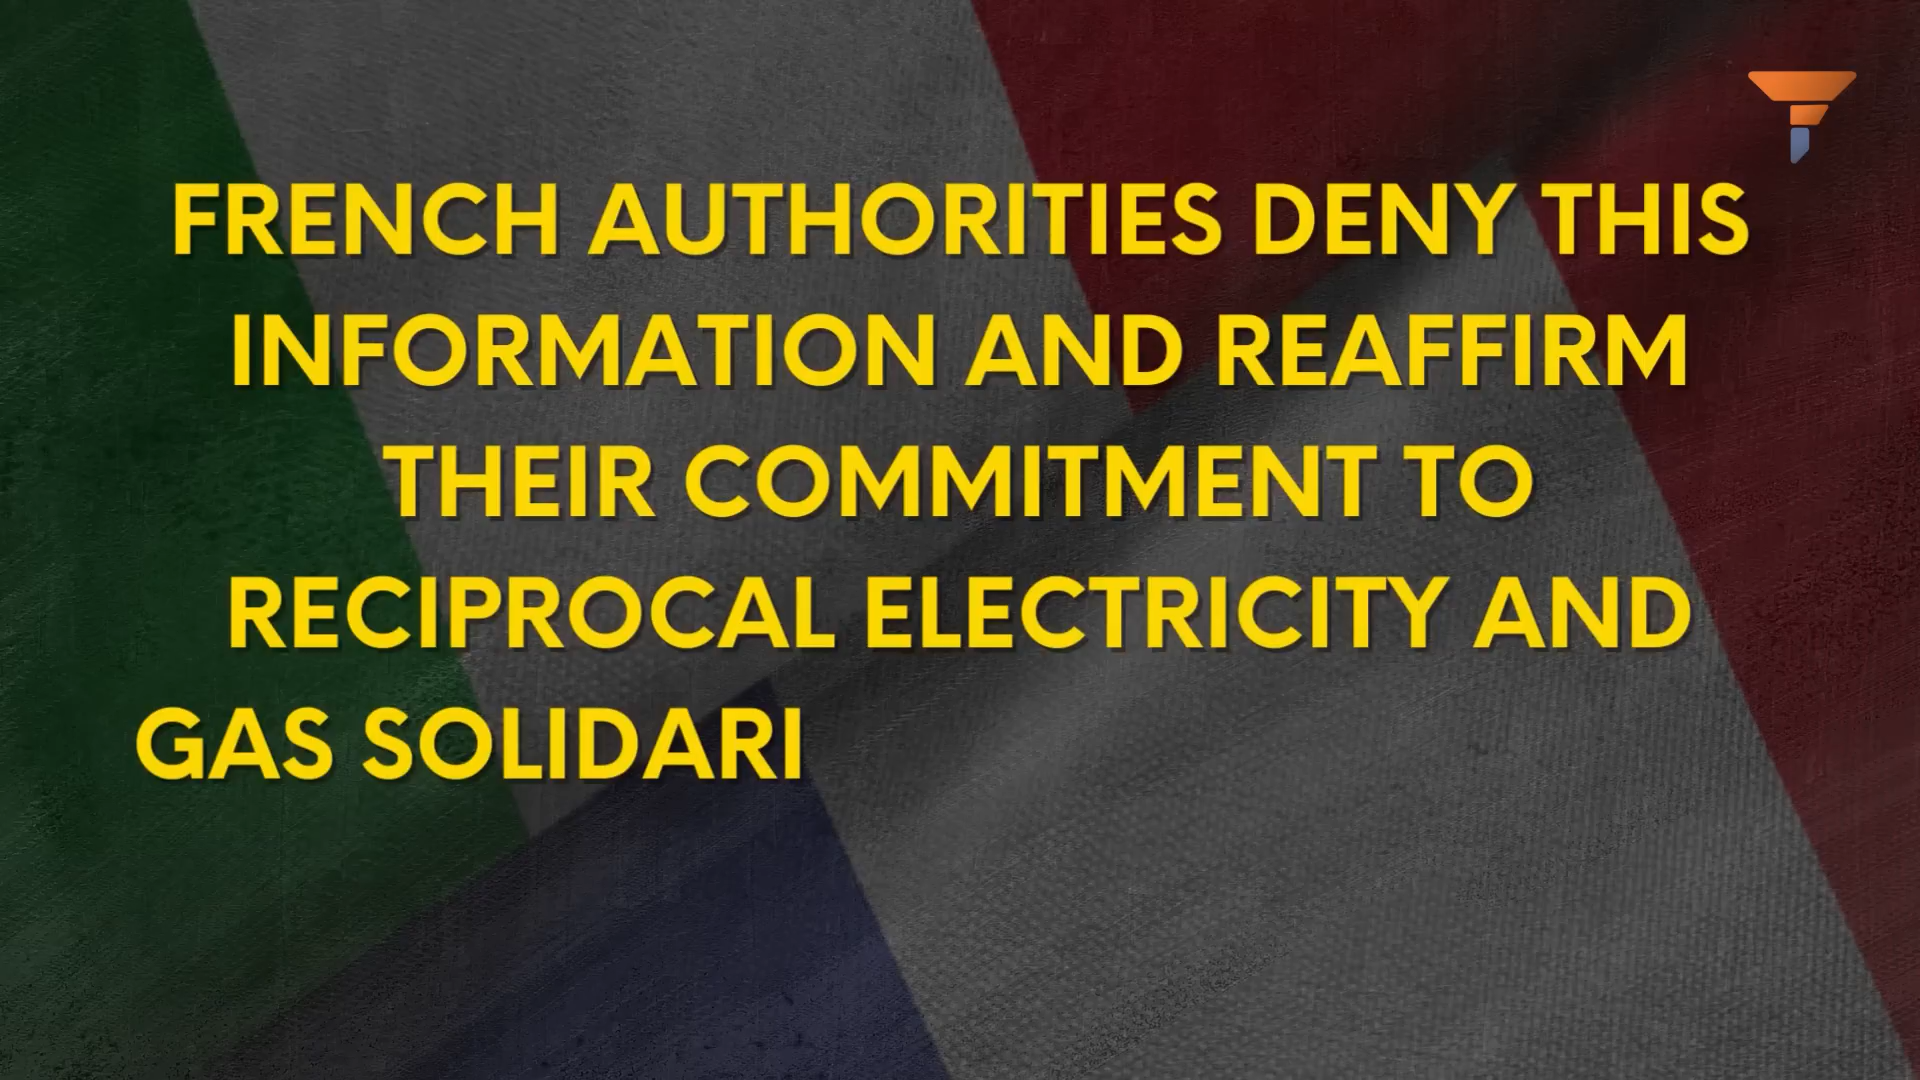 FRENCH AUTHORITIES DENY THIS
INFORMATION AND REAFFIRM
THEIR COMMITMENT TO
RECIPROCAL ELECTRICITY AND
GAS SOLIDARI